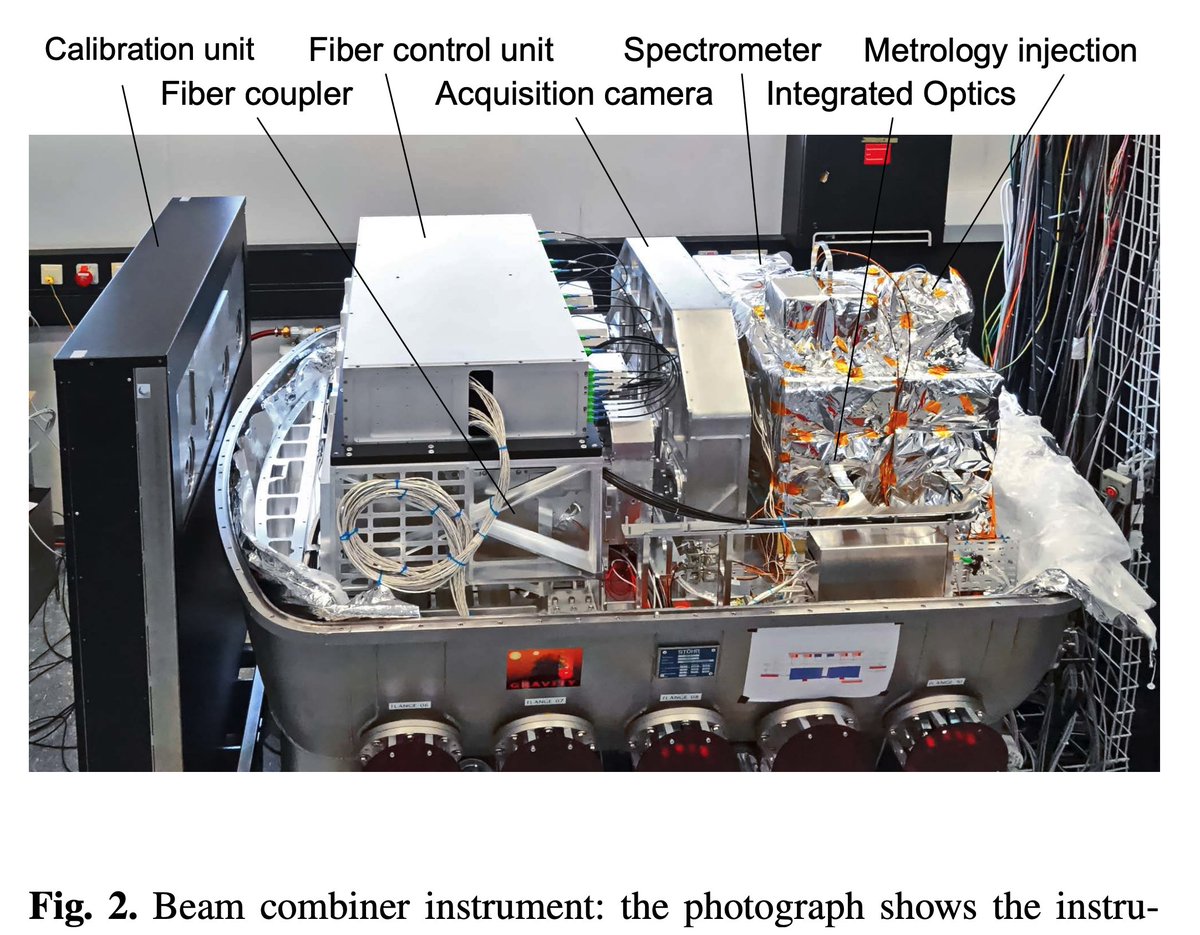 Calibration unit Fiber control unit Spectrometer Metrology injection
Fiber coupler Acquisition camera Integrated Optics
GRAVITY
STÖHR
FLANGE 06
FLANGE 07
FLANGE 08
FLANGE 10
Fig. 2. Beam combiner instrument: the photograph shows the instru-